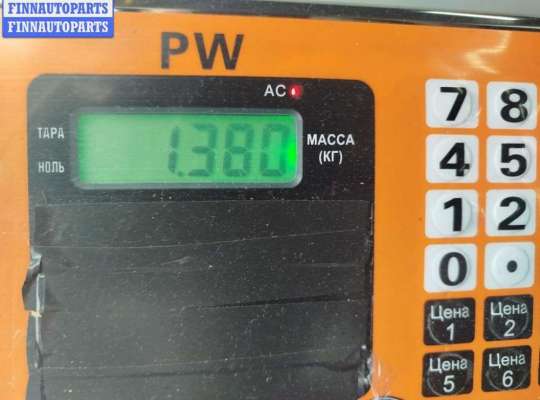 FINNAUTOPARTS
FINNAUTOPARTS
PW
AC
ТАРА
НОЛЬ
1.380
МАССА
(КГ)
7 8
4 5
1 2
0 .
Цена 1
Цена 2
Цена 5
Цена 6